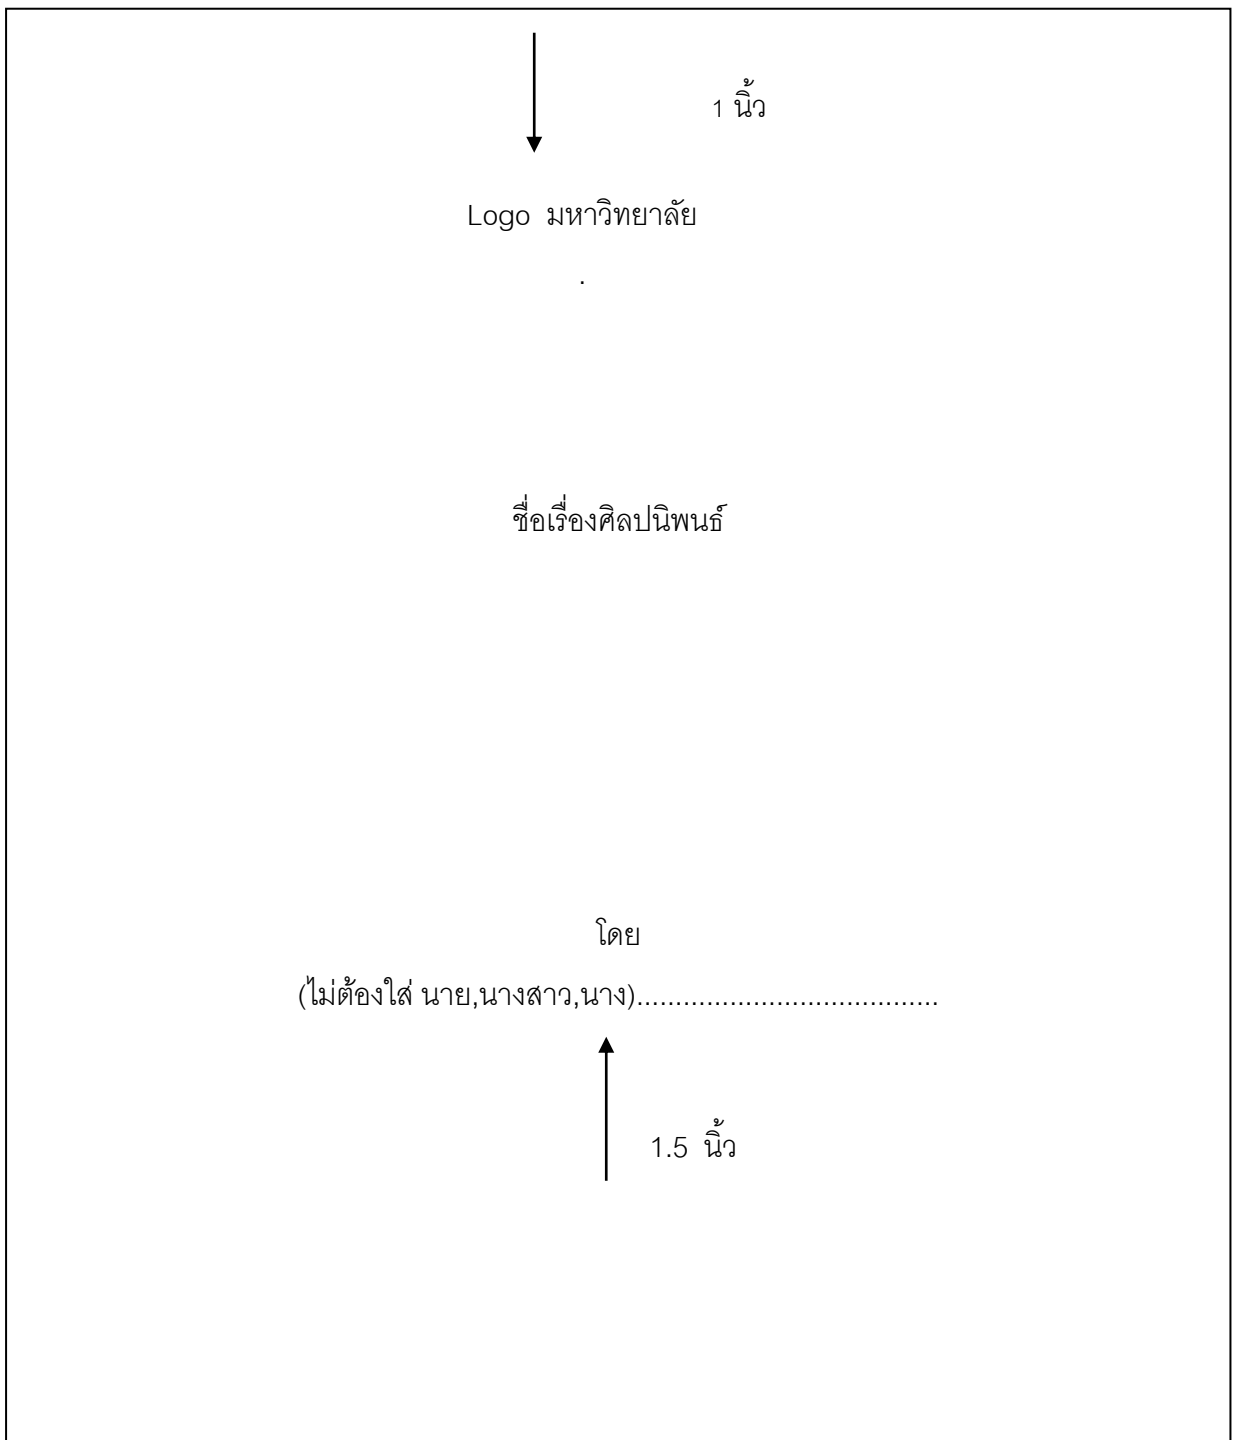 1 นิ้ว
Logo มหาวิทยาลัย
.
ชื่อเรื่องศิลปนิพนธ์
โดย
(ไม่ต้องใส่ นาย,นางสาว,นาง).......................................
1.5 นิ้ว